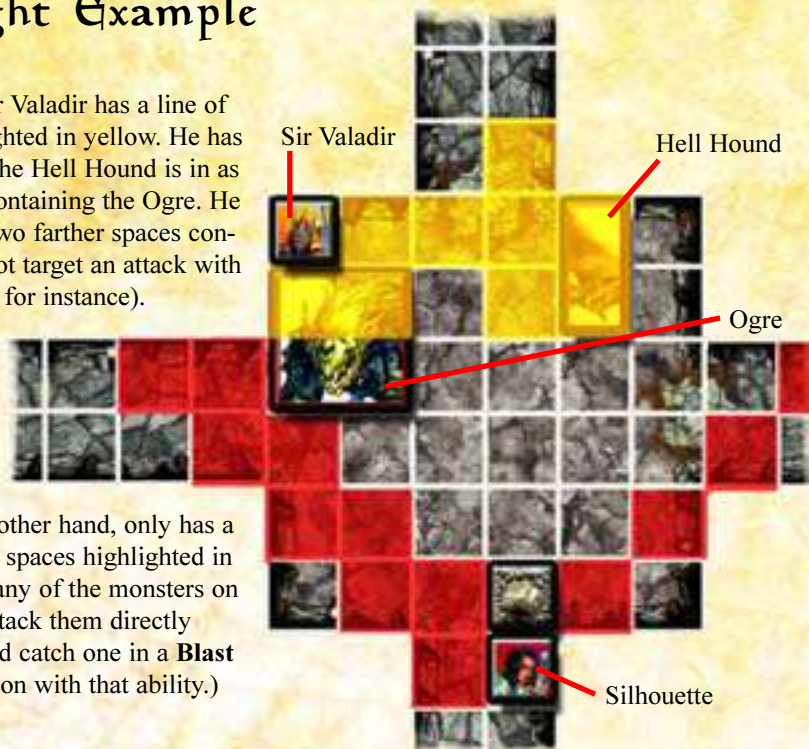 ght Example
r Valadir has a line of
ghted in yellow. He has
he Hell Hound is in as
ontaining the Ogre. He
wo farther spaces con-
ot target an attack with
for instance).
Sir Valadir
Hell Hound
Ogre
other hand, only has a
spaces highlighted in
any of the monsters on
tack them directly
d catch one in a Blast
on with that ability.)
Silhouette